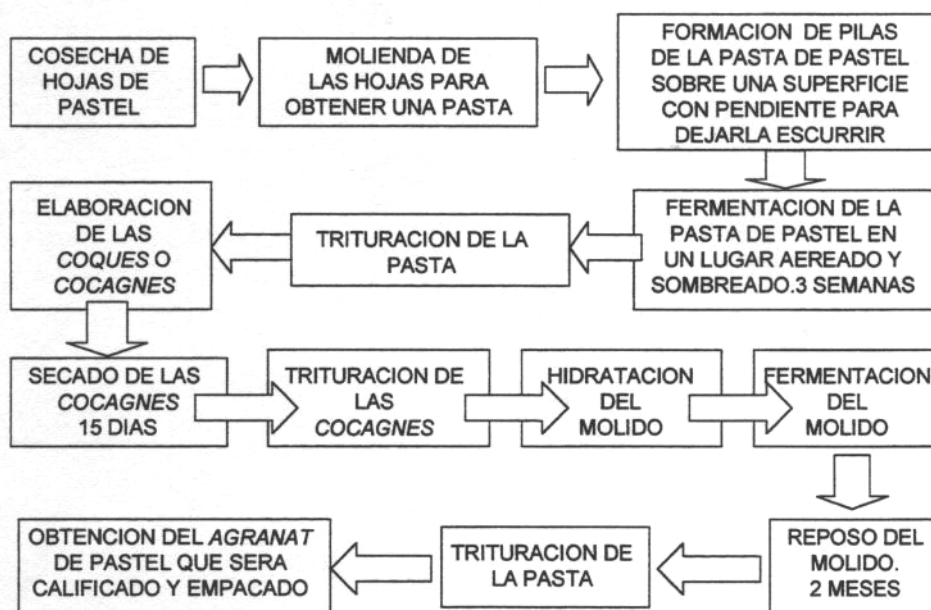 COSECHA DE
HOJAS DE
PASTEL
MOLIENDA DE
LAS HOJAS PARA
OBTENER UNA PASTA
FORMACION DE PILAS
DE LA PASTA DE PASTEL
SOBRE UNA SUPERFICIE
CON PENDIENTE PARA
DEJARLA ESCURRIR
FERMENTACION DE LA
PASTA DE PASTEL EN
UN LUGAR AEREADO Y
SOMBREADO.3 SEMANAS
TRITURACION DE LA
PASTA
ELABORACION
DE LAS
COQUES O
COCAGNES
SECADO DE LAS
COCAGNES
15 DIAS
TRITURACION DE
LAS
COCAGNES
HIDRATACION
DEL
MOLIDO
FERMENTACION
DEL
MOLIDO
REPOSO DEL
MOLIDO.
2 MESES
TRITURACION DE
LA PASTA
OBTENCION DEL AGRANAT
DE PASTEL QUE SERA
CALIFICADO Y EMPACADO